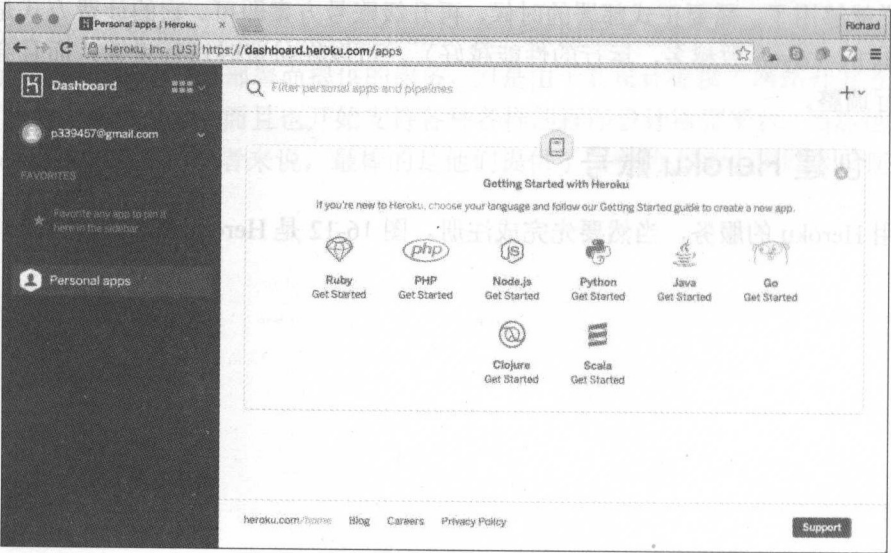 Personal apps | Heroku
Richard
Heroku, Inc. [US] https://dashboard.heroku.com/apps
Dashboard
Filter personal apps and pipelines
p339457@gmail.com
FAVORITES
Favorite any app to pin it
here in the sidebar
Personal apps
Getting Started with Heroku
If you're new to Heroku, choose your language and follow our Getting Started guide to create a new app.
php
JS
Ruby
PHP
Node.js
Python
Java
Go
Get Started
Get Started
Get Started
Get Started
Get Started
Get Started
Clojure
Scala
Get Started
Get Started
heroku.com/home
Blog
Careers
Privacy Policy
Support